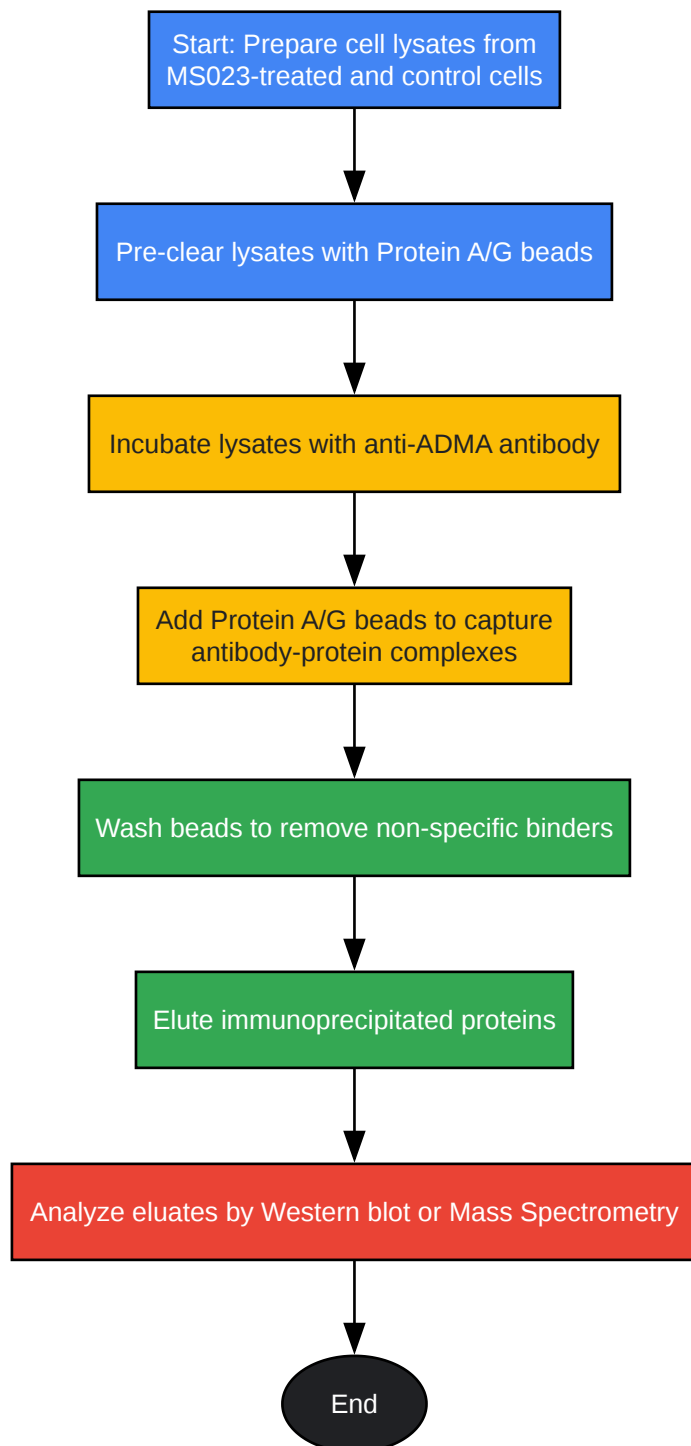 Start: Prepare cell lysates from
MS023-treated and control cells
Pre-clear lysates with Protein A/G beads
Incubate lysates with anti-ADMA antibody
Add Protein A/G beads to capture
antibody-protein complexes
Wash beads to remove non-specific binders
Elute immunoprecipitated proteins
Analyze eluates by Western blot or Mass Spectrometry
End